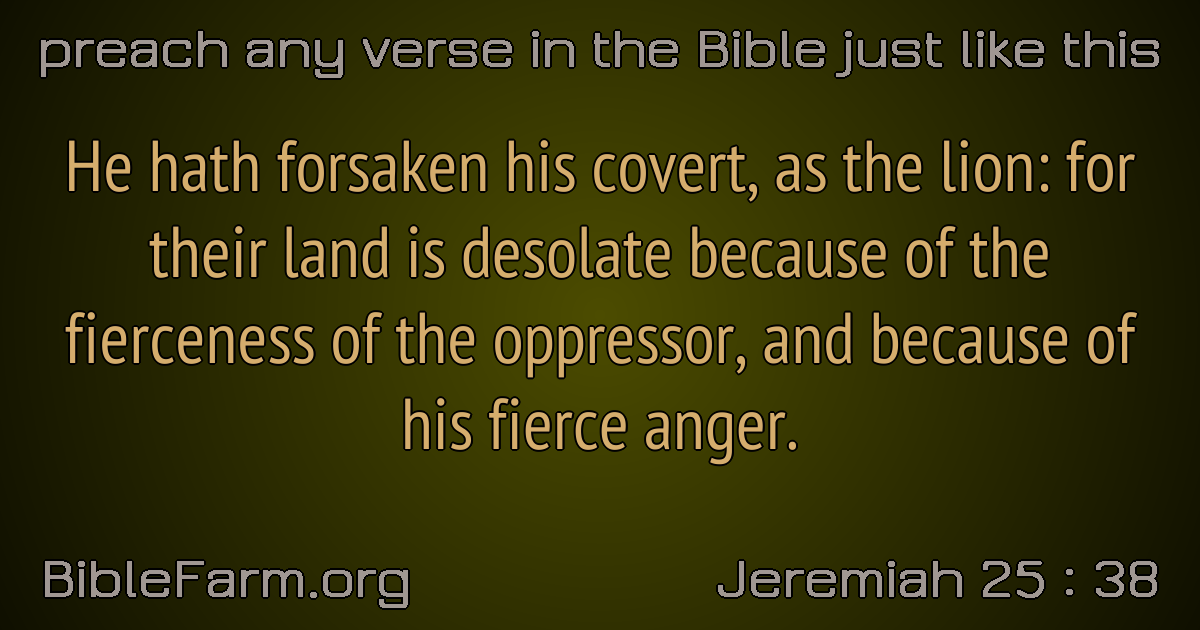 preach any verse in the Bible just like this
He hath forsaken his covert, as the lion: for
their land is desolate because of the
fierceness of the oppressor, and because of
his fierce anger.
BibleFarm.org
Jeremiah 25 : 38